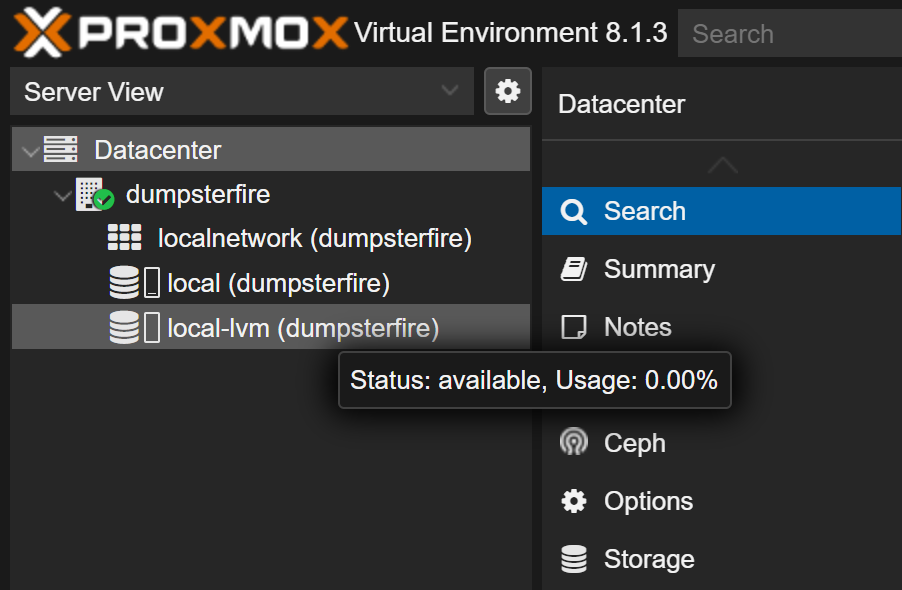 PROXMOX Virtual Environment 8.1.3 Search
Server View
Datacenter
dumpsterfire
localnetwork (dumpsterfire)
local (dumpsterfire)
local-lvm (dumpsterfire)
Status: available, Usage: 0.00%
Datacenter
Search
Summary
Notes
Ceph
Options
Storage